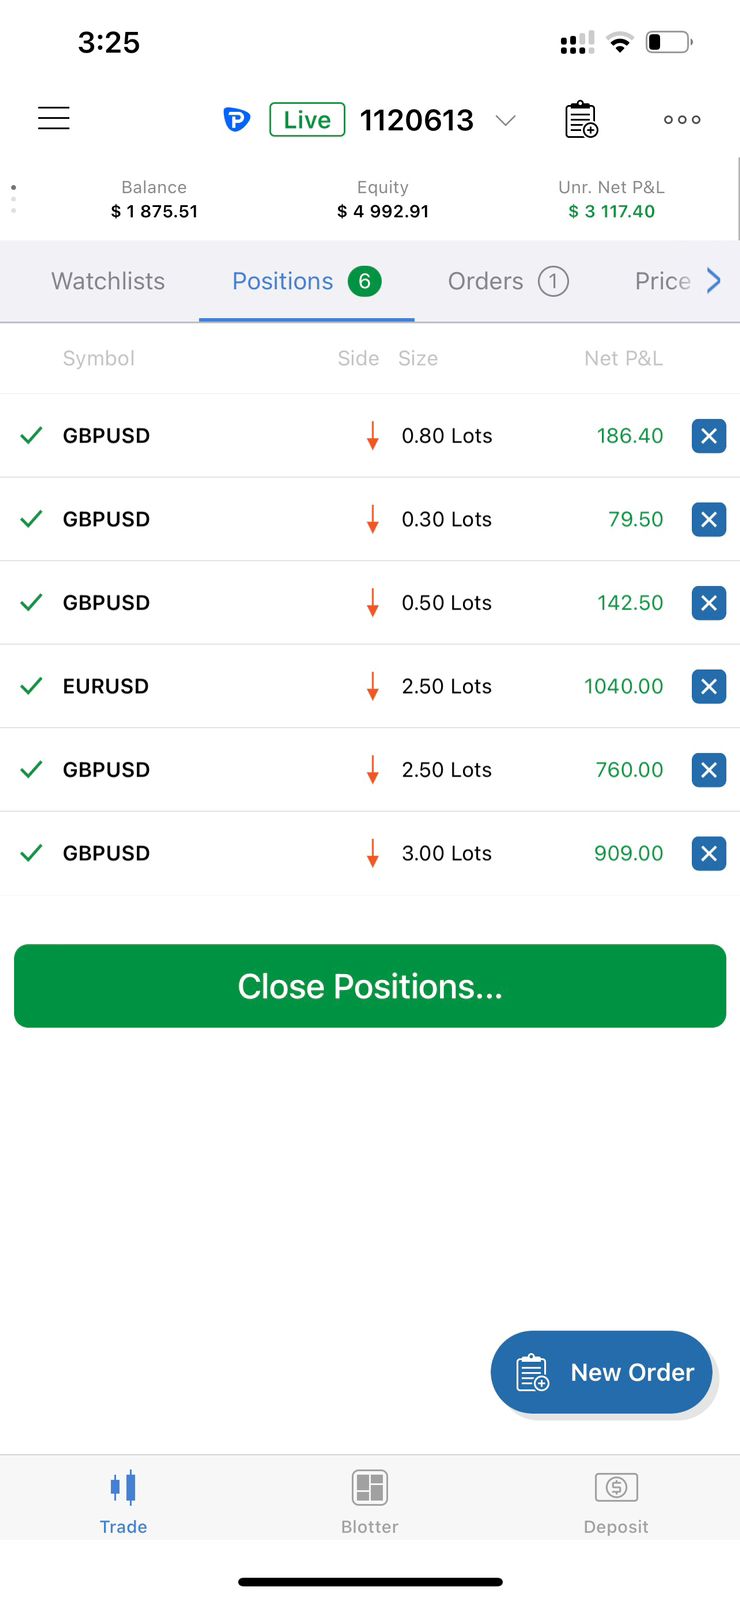 3:25
Live 1120613
Balance Equity Unr. Net P&L
$ 1 875.51 $ 4 992.91 $ 3 117.40
Watchlists Positions 6 Orders 1 Price
Symbol Side Size Net P&L
GBPUSD 0.80 Lots 186.40
GBPUSD 0.30 Lots 79.50
GBPUSD 0.50 Lots 142.50
EURUSD 2.50 Lots 1040.00
GBPUSD 2.50 Lots 760.00
GBPUSD 3.00 Lots 909.00
Close Positions...
New Order
Trade Blotter Deposit